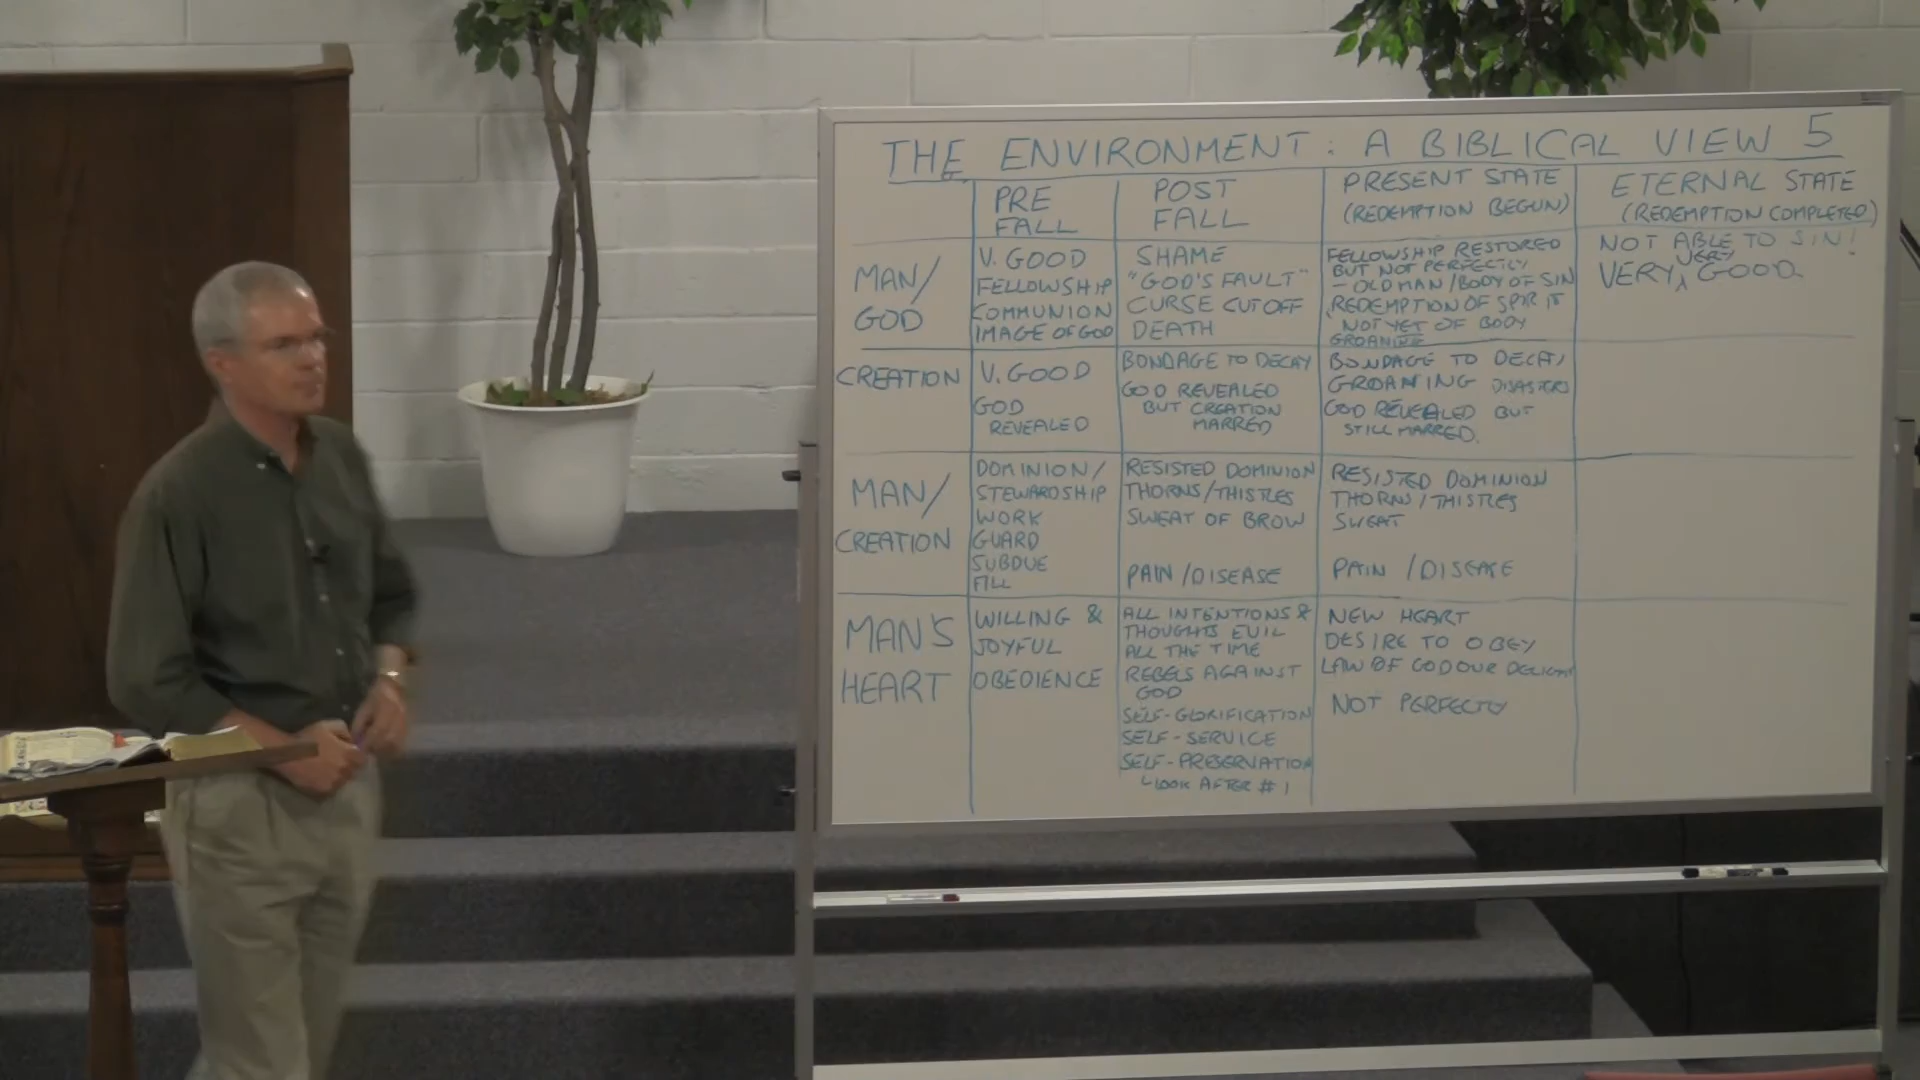 THE ENVIRONMENT: A BIBLICAL VIEW 5
PRE
FALL
POST
FALL
PRESENT STATE
(REDEMPTION BEGUN)
ETERNAL STATE
(REDEMPTION COMPLETED)
MAN/
GOD
V. GOOD
FELLOWSHIP
COMMUNION
IMAGE OF GOD
SHAME
"GOD'S FAULT"
CURSE CUT OFF
DEATH
FELLOWSHIP RESTORED
BUT NOT PERFECTLY
- OLD MAN/BODY OF SIN
REDEMPTION OF SPIRIT
NOT YET OF BODY
GROANING
NOT ABLE TO SIN!
VERY
VERY ^ GOOD
CREATION
V. GOOD
GOD
REVEALED
BONDAGE TO DECAY
GOD REVEALED
BUT CREATION
MARRED
BONDAGE TO DECAY
GROANING DISASTERS
GOD REVEALED BUT
STILL MARRED.
MAN/
CREATION
DOMINION/
STEWARDSHIP
WORK
GUARD
SUBDUE
FILL
RESISTED DOMINION
THORNS/THISTLES
SWEAT OF BROW
PAIN/DISEASE
RESISTED DOMINION
THORNS/THISTLES
SWEAT
PAIN / DISEASE
MAN'S
HEART
WILLING &
JOYFUL
OBEDIENCE
ALL INTENTIONS &
THOUGHTS EVIL
ALL THE TIME
REBELS AGAINST
GOD
SELF-GLORIFICATION
SELF-SERVICE
SELF-PRESERVATION
LOOK AFTER # 1
NEW HEART
DESIRE TO OBEY
LAW OF GOD OUR DELIGHT
NOT PERFECTLY